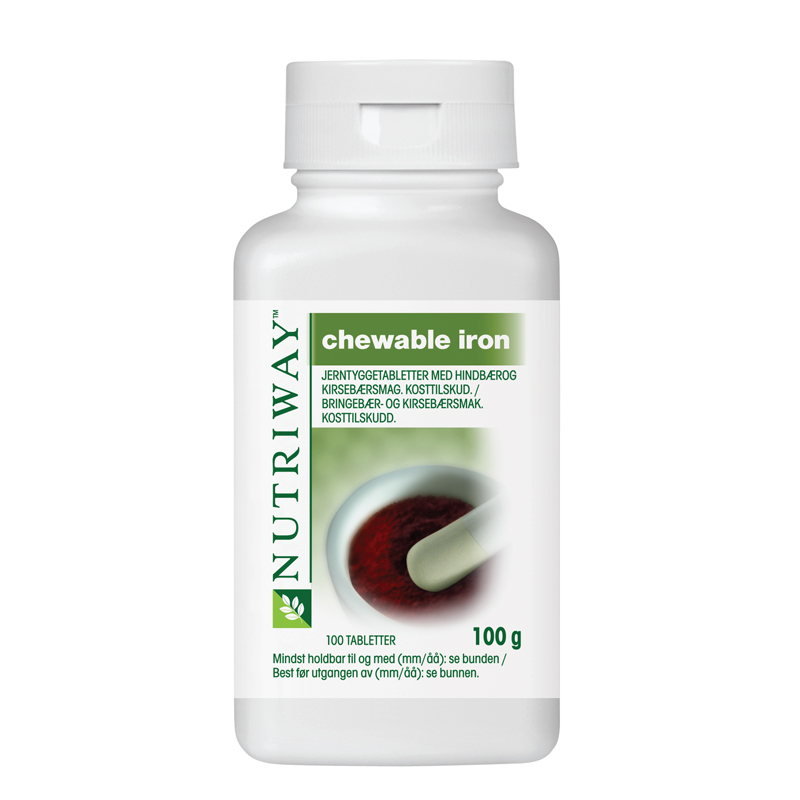 NUTRIWAY™
chewable iron
JERNTYGGETABLETTER MED HINDBÆROG
KIRSEBÆRSMAG. KOSTTILSKUD. /
BRINGEBÆR- OG KIRSEBÆRSMAK.
KOSTTILSKUDD.
100 TABLETTER
100 g
Mindst holdbar til og med (mm/åå): se bunden /
Best før utgangen av (mm/åå): se bunnen.